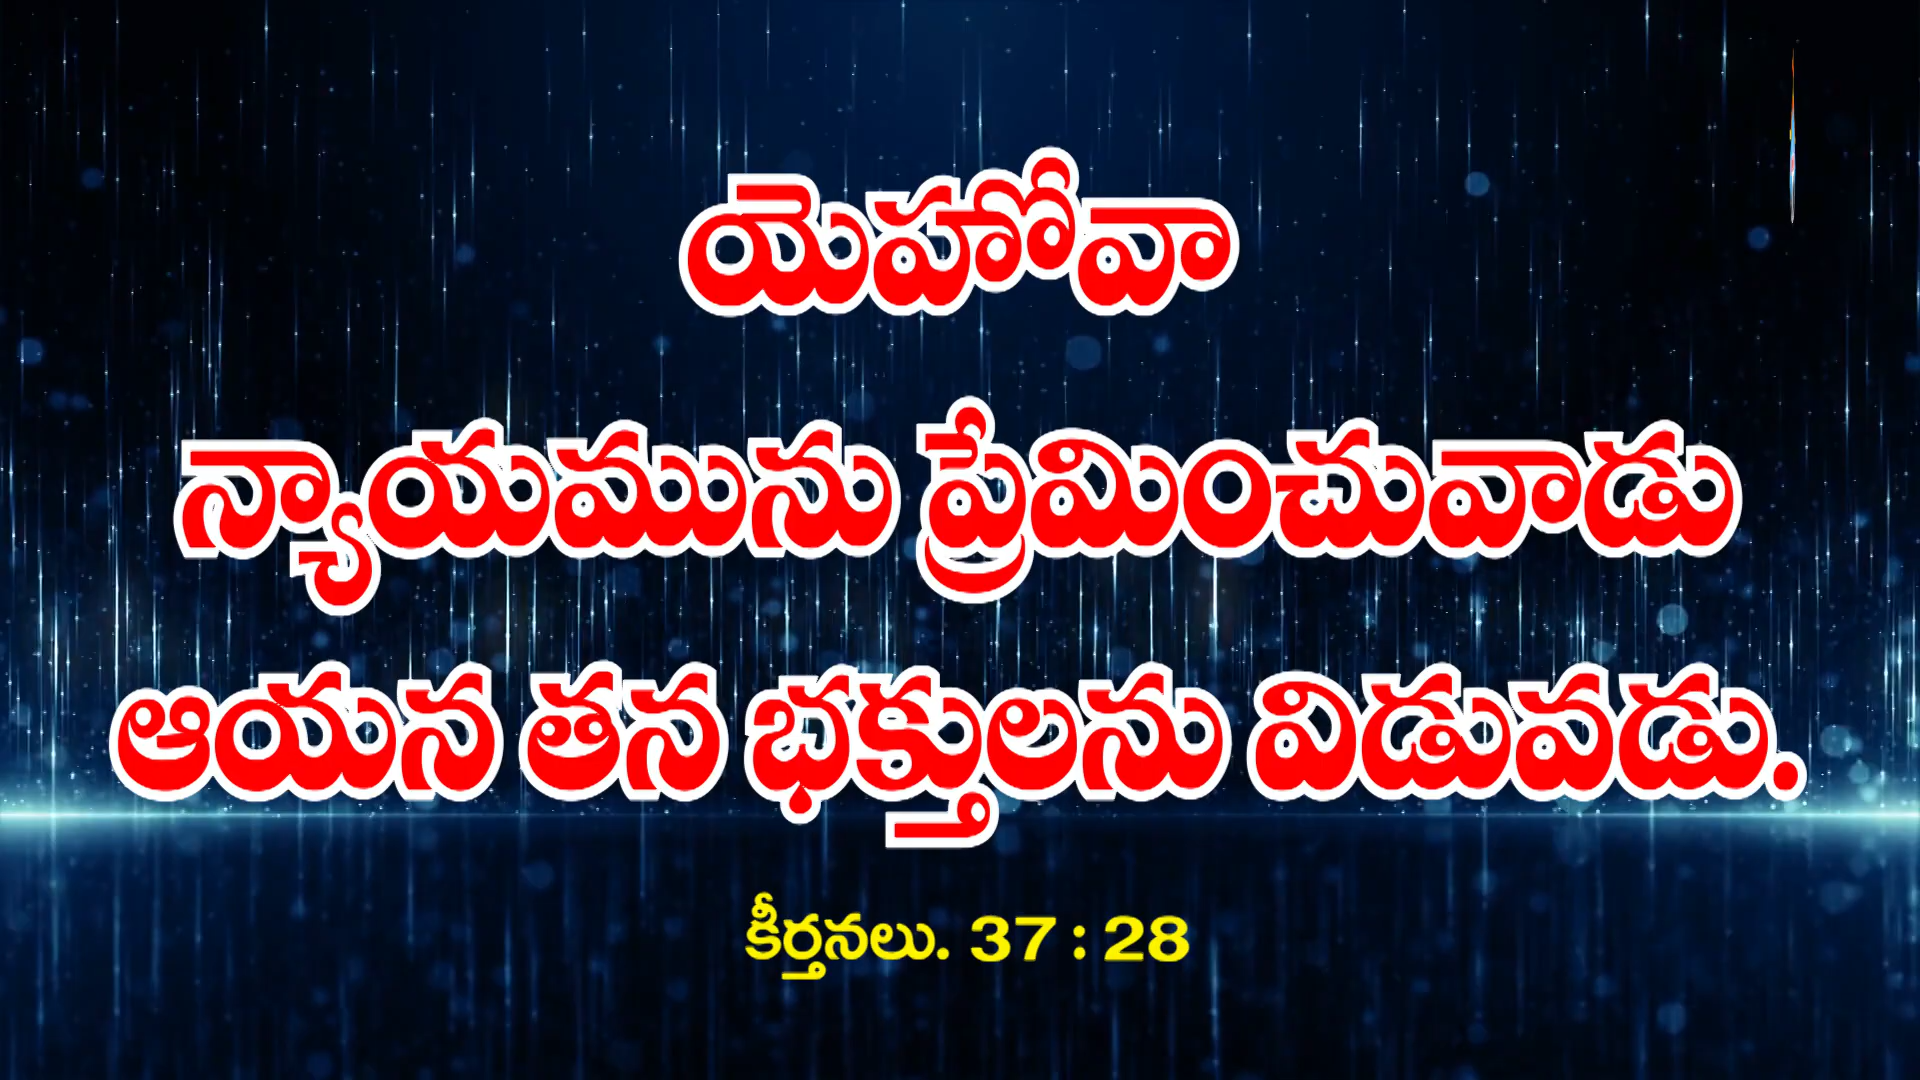 యెహోవా
న్యాయమును ప్రేమించువాడు
ఆయన తన భక్తులను విడువడు.
కీర్తనలు. 37 : 28